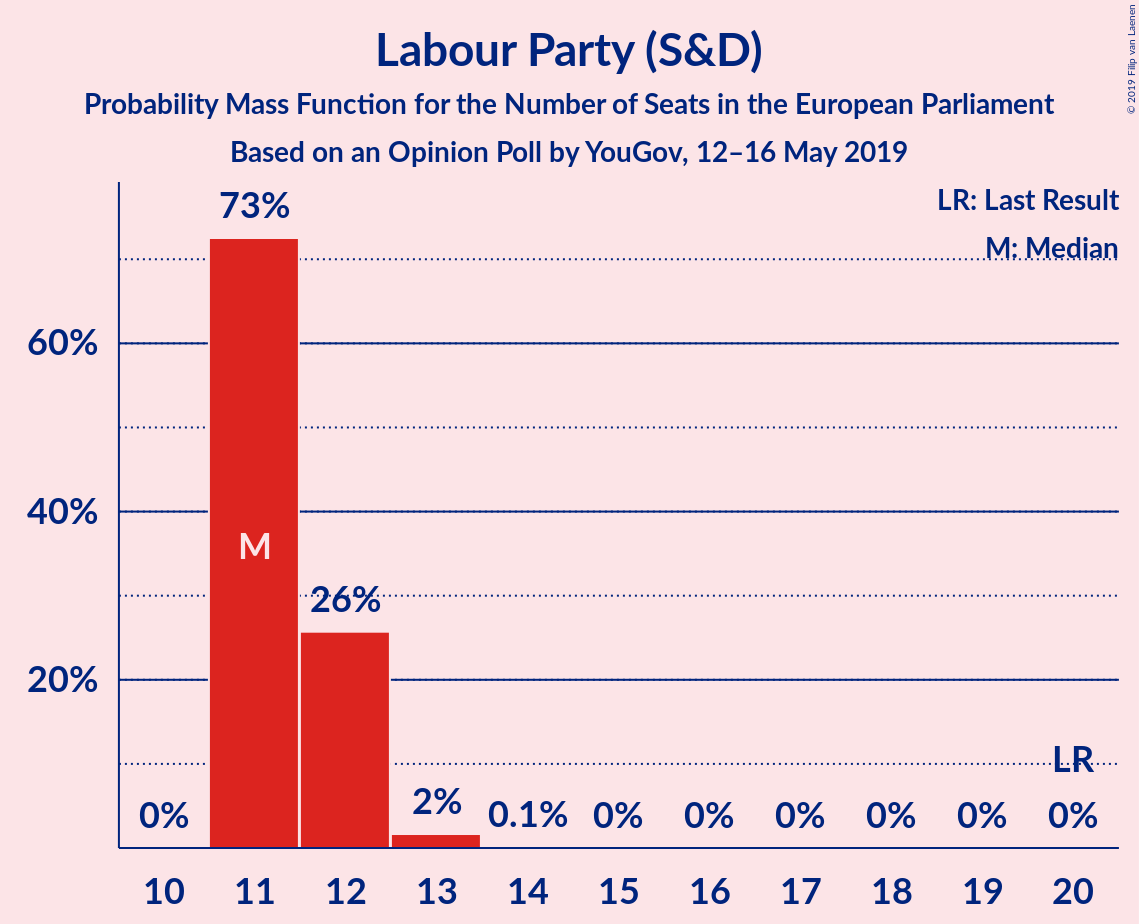 Labour Party (S&D)
Probability Mass Function for the Number of Seats in the European Parliament
Based on an Opinion Poll by YouGov, 12–16 May 2019
© 2019 Filip van Laenen
LR: Last Result
M: Median
73%
60%
40%
M
26%
20%
LR
0% 2% 0.1% 0% 0% 0% 0% 0% 0%
10 11 12 13 14 15 16 17 18 19 20